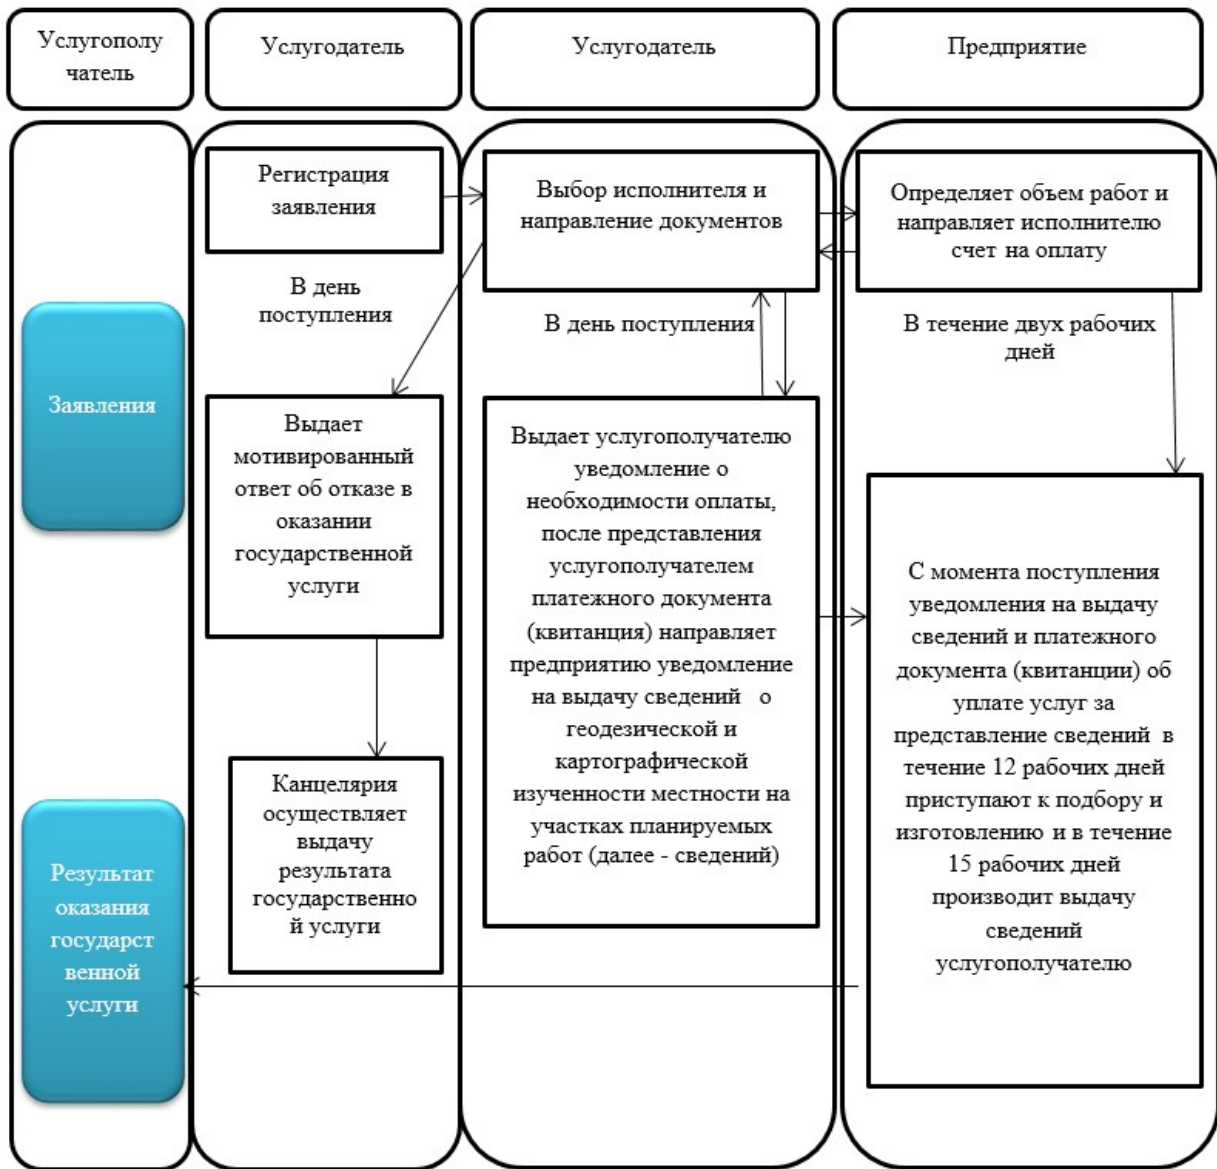 Услугополу
чатель
Услугодатель
Услугодатель
Предприятие
Заявления
Результат
оказания
государст
венной
услуги
Регистрация
заявления
В день
поступления
Выдает
мотивированный
ответ об отказе в
оказании
государственной
услуги
Канцелярия
осуществляет
выдачу
результата
государственно
й услуги
Выбор исполнителя и
направление документов
В день поступления
Выдает услугополучателю
уведомление о
необходимости оплаты,
после представления
услугополучателем
платежного документа
(квитанция) направляет
предприятию уведомление
на выдачу сведений о
геодезической и
картографической
изученности местности на
участках планируемых
работ (далее - сведений)
Определяет объем работ и
направляет исполнителю
счет на оплату
В течение двух рабочих
дней
С момента поступления
уведомления на выдачу
сведений и платежного
документа (квитанции) об
уплате услуг за
представление сведений в
течение 12 рабочих дней
приступают к подбору и
изготовлению и в течение
15 рабочих дней
производит выдачу
сведений
услугополучателю